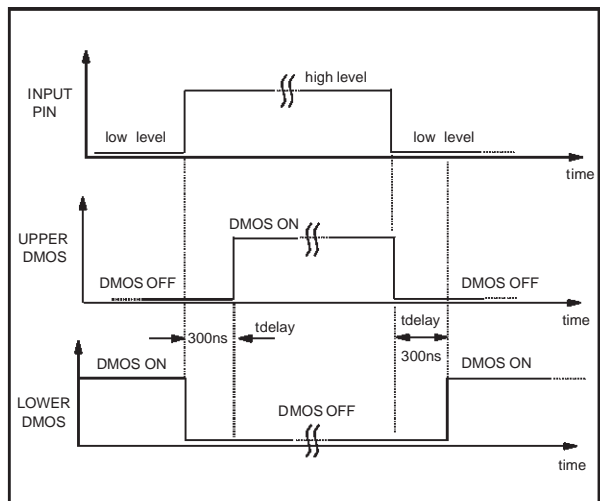 high level
INPUT
PIN
low level
low level
time
DMOS ON
UPPER
DMOS
DMOS OFF
DMOS OFF
300ns
tdelay
tdelay
300ns
time
DMOS ON
DMOS ON
LOWER
DMOS
DMOS OFF
time